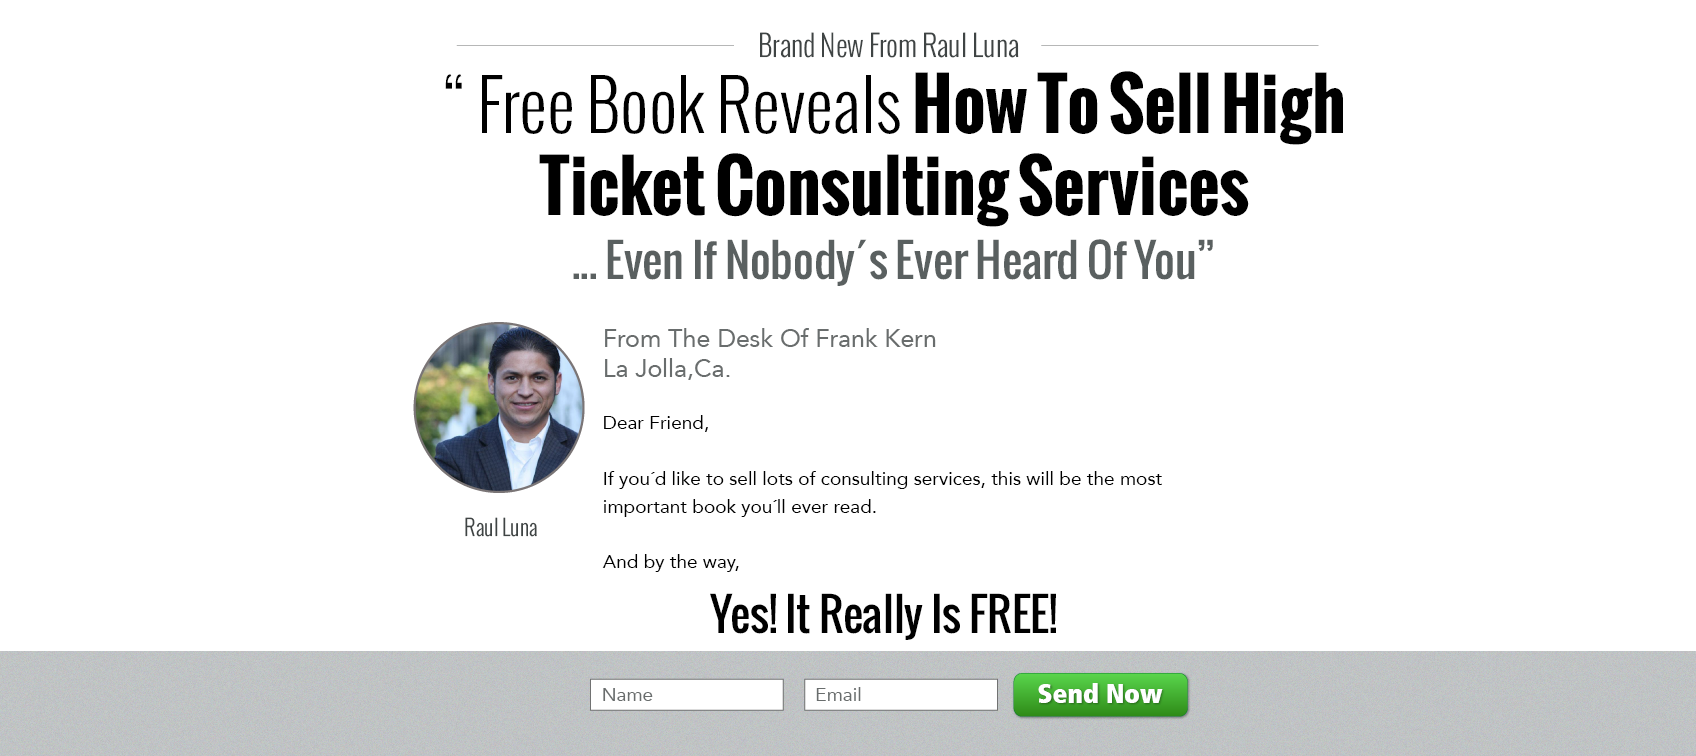 Brand New From Raul Luna
“ Free Book Reveals How To Sell High
Ticket Consulting Services
... Even If Nobody´s Ever Heard Of You”
From The Desk Of Frank Kern
La Jolla,Ca.
Dear Friend,
If you´d like to sell lots of consulting services, this will be the most
important book you´ll ever read.
Raul Luna
And by the way,
Yes! It Really Is FREE!
Name Email Send Now